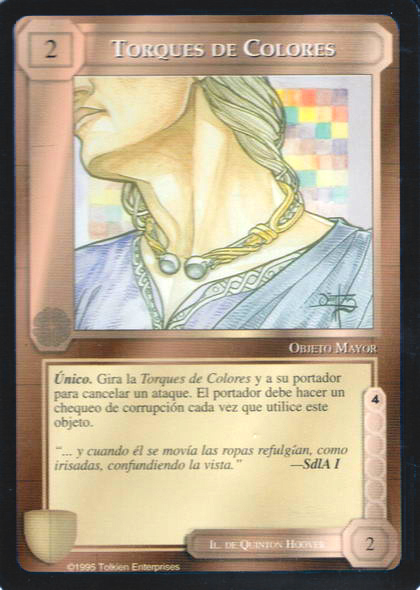 2
TORQUES DE COLORES
OBJETO MAYOR
Único. Gira la Torques de Colores y a su portador
para cancelar un ataque. El portador debe hacer un
chequeo de corrupción cada vez que utilice este
objeto.
4
“... y cuando él se movía las ropas refulgían, como
irisadas, confundiendo la vista.” —SdlA I
IL. DE QUINTON HOOVER
2
©1995 Tolkien Enterprises